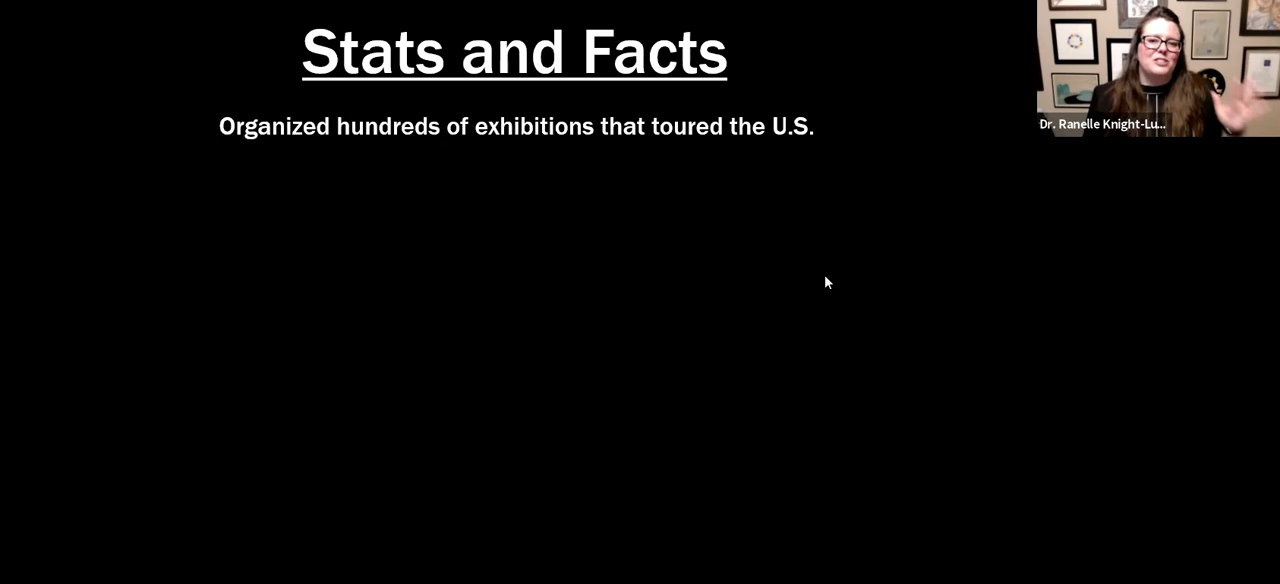 Stats and Facts
Organized hundreds of exhibitions that toured the U.S.
Dr. Ranelle Knight-Lu...